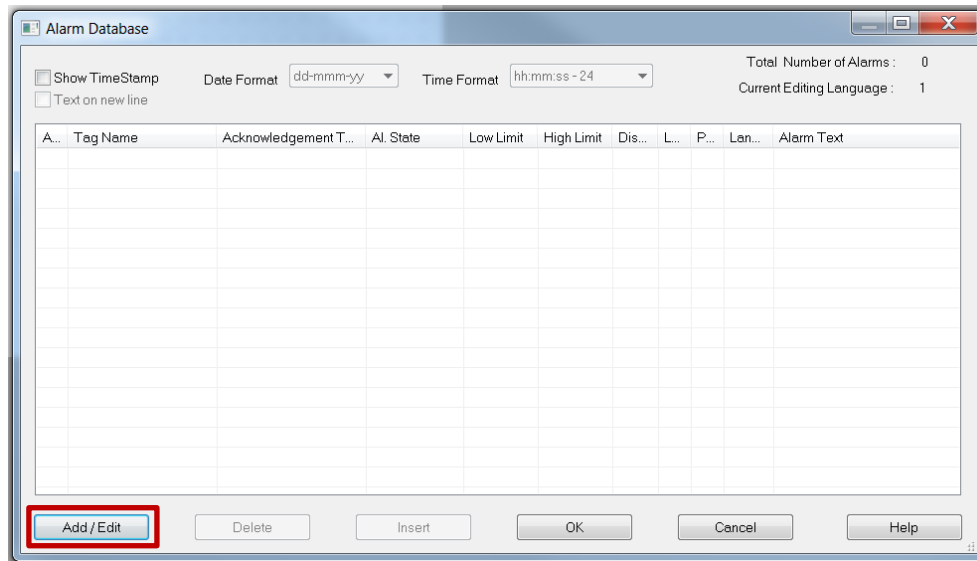 Alarm Database
Show TimeStamp Date Format dd-mmm-yy Time Format hh:mm:ss - 24 Total Number of Alarms : 0
Text on new line Current Editing Language : 1
A... Tag Name Acknowledgement T... Al. State Low Limit High Limit Dis... L... P... Lan... Alarm Text
Add / Edit Delete Insert OK Cancel Help